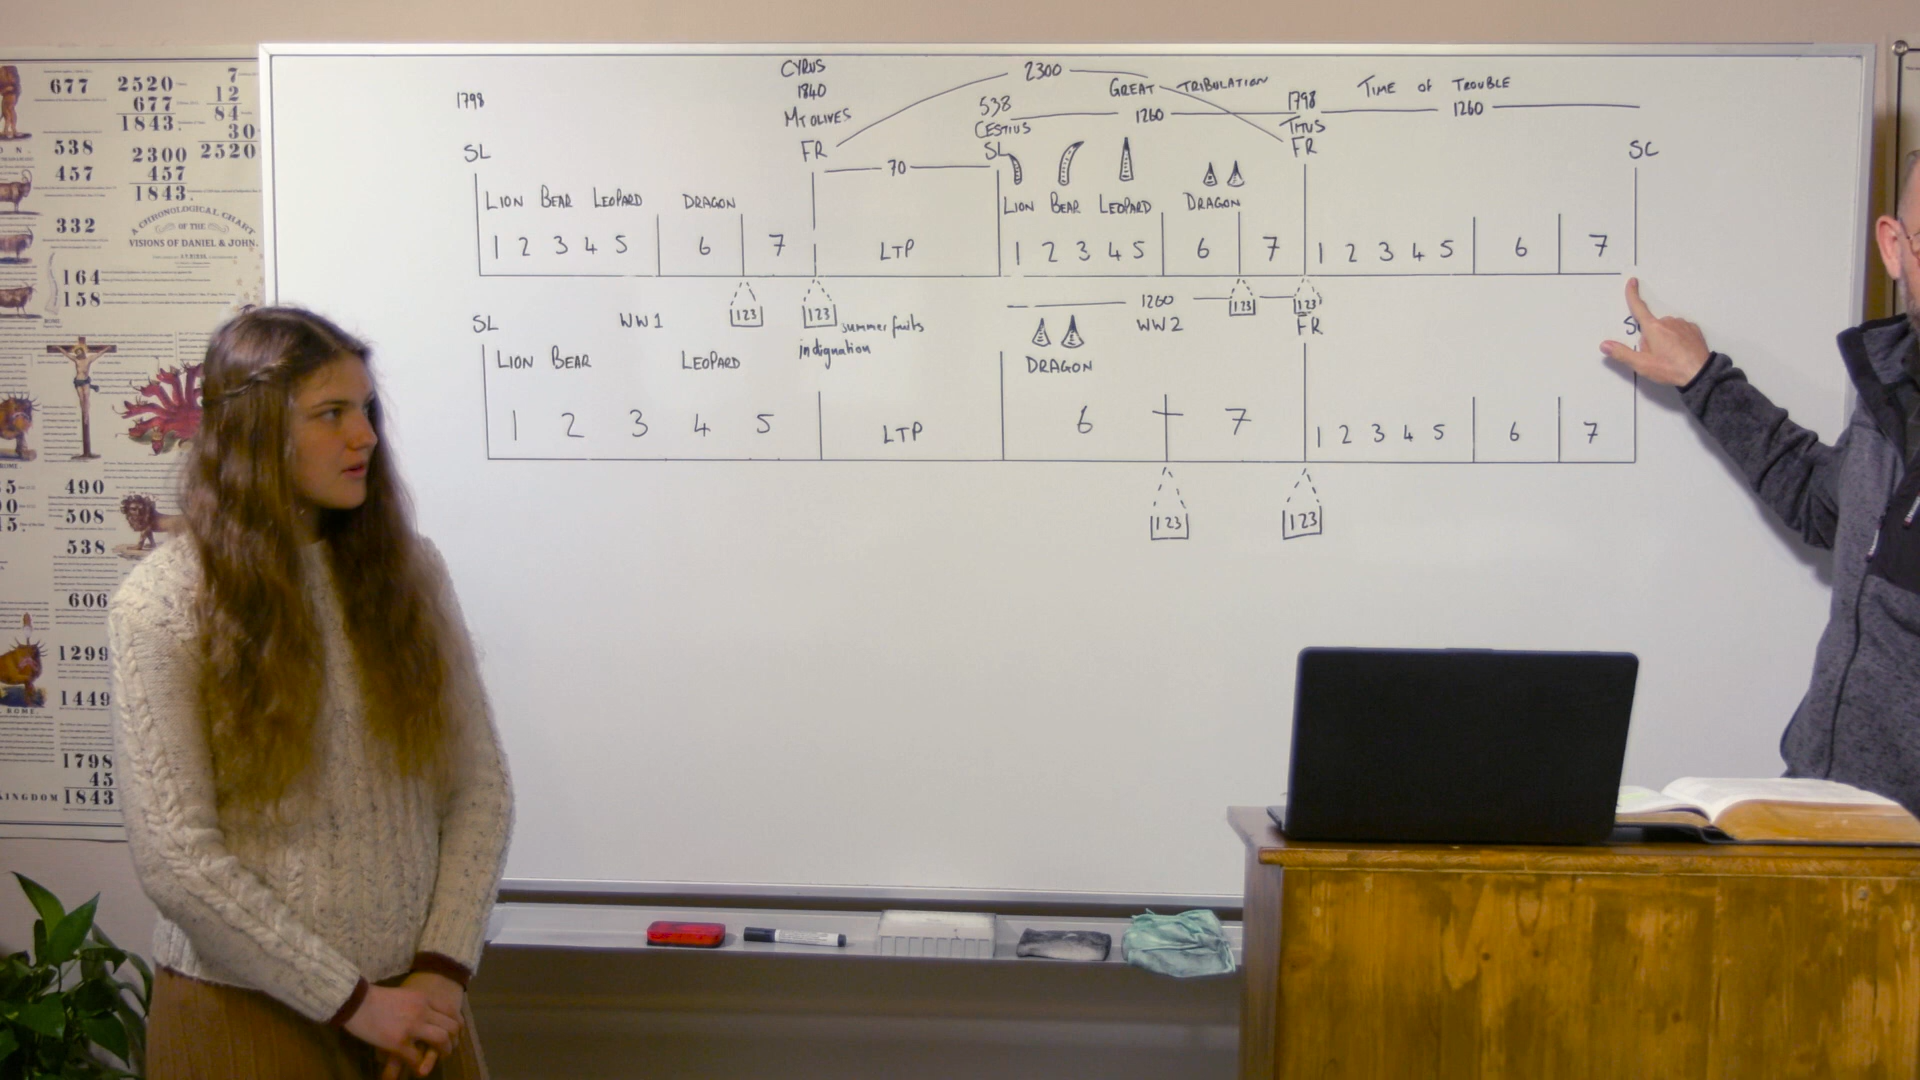 677
2520
677
1843.
7
12
84
30
2520
538
457
2300
457
1843.
332
A CHRONOLOGICAL CHART
OF THE
VISIONS OF DANIEL & JOHN.
164
158
490
508
538
606
1299
1449
1798
45
KINGDOM 1843
1798
CYRUS
1840
MT OLIVES
2300
538
CESTIUS
GREAT TRIBULATION
1260
1798
TITUS
TIME OF TROUBLE
1260
SL
FR
70
SL
FR
SC
LION BEAR LEOPARD DRAGON
LION BEAR LEOPARD DRAGON
1 2 3 4 5 6 7 LTP 1 2 3 4 5 6 7 1 2 3 4 5 6 7
SL
WW1
123
123
summer fruits
indignation
1260
WW2
123
123
FR
LION BEAR LEOPARD
DRAGON
1 2 3 4 5 LTP 6 7 1 2 3 4 5 6 7
123
123